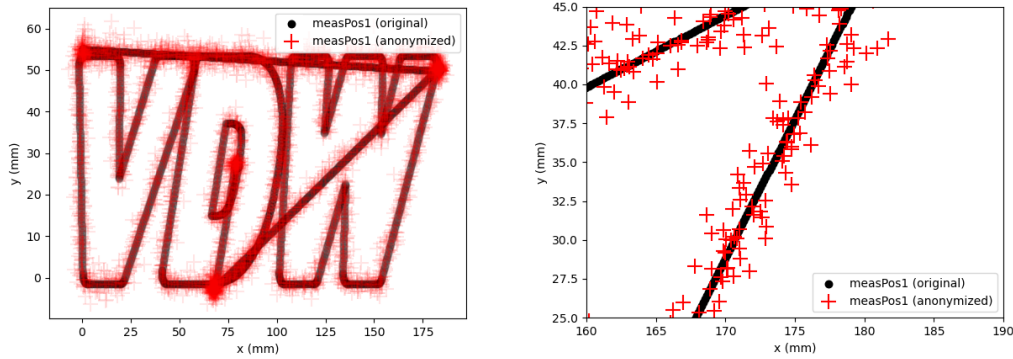 60
50
40
30
20
10
0
y (mm)
0 25 50 75 100 125 150 175
x (mm)
measPos1 (original)
measPos1 (anonymized)
VDW
45.0
42.5
40.0
37.5
35.0
32.5
30.0
27.5
25.0
y (mm)
160 165 170 175 180 185 190
x (mm)
measPos1 (original)
measPos1 (anonymized)